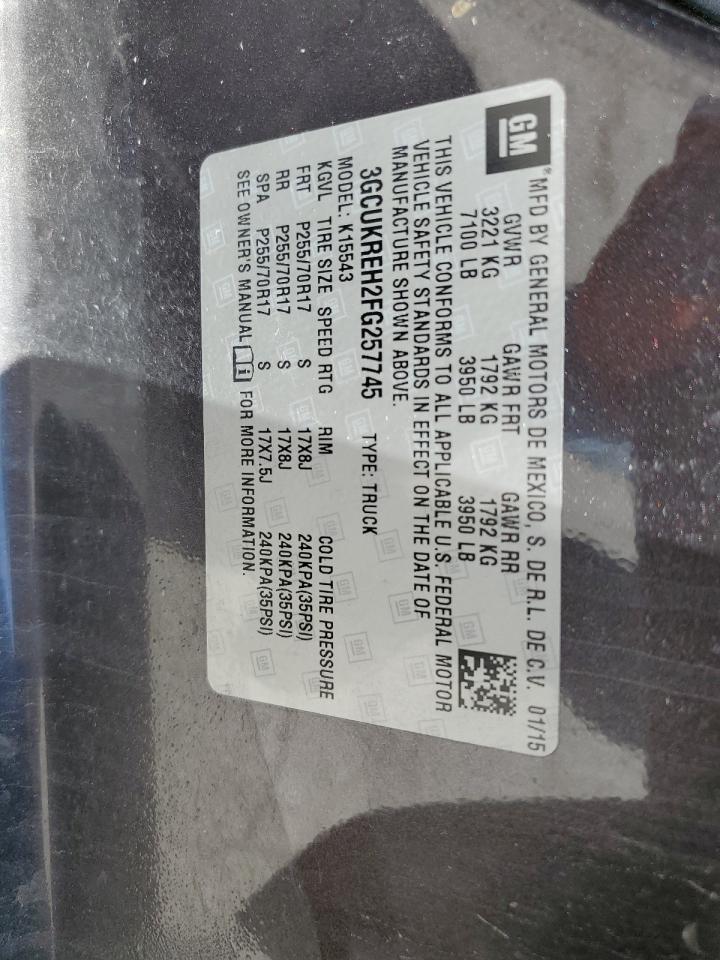 GM
® MFD BY GENERAL MOTORS DE MEXICO, S. DE R.L. DE C.V. 01/15
GVWR GAWR FRT GAWR RR
3221 KG 1792 KG 1792 KG
7100 LB 3950 LB 3950 LB
THIS VEHICLE CONFORMS TO ALL APPLICABLE U.S. FEDERAL MOTOR
VEHICLE SAFETY STANDARDS IN EFFECT ON THE DATE OF
MANUFACTURE SHOWN ABOVE.
3GCUKREH2FG257745 TYPE: TRUCK
MODEL: K15543
KGVL TIRE SIZE SPEED RTG RIM COLD TIRE PRESSURE
FRT P255/70R17 S 17X8J 240KPA(35PSI)
RR P255/70R17 S 17X8J 240KPA(35PSI)
SPA P255/70R17 S 17X7.5J 240KPA(35PSI)
SEE OWNER'S MANUAL i FOR MORE INFORMATION.